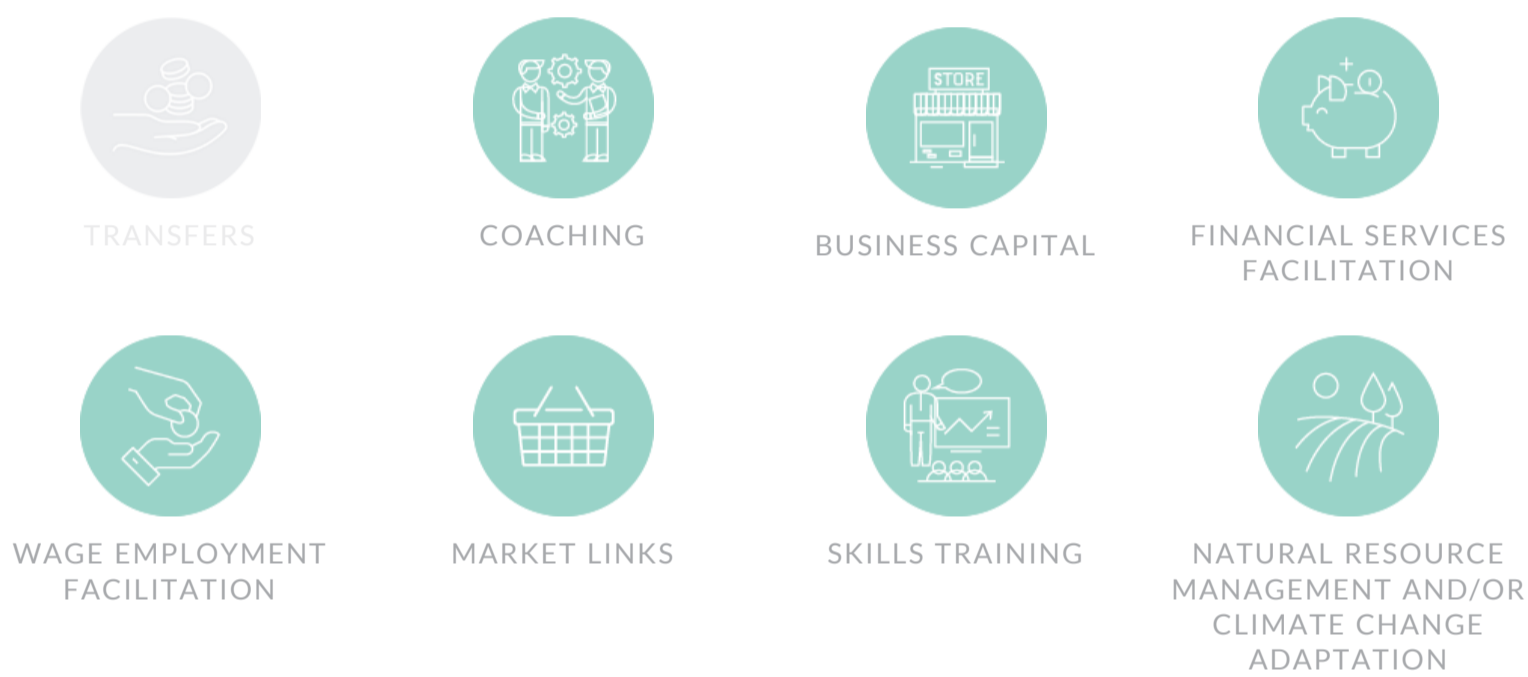 TRANSFERS
COACHING
STORE
BUSINESS CAPITAL
FINANCIAL SERVICES
FACILITATION
WAGE EMPLOYMENT
FACILITATION
MARKET LINKS
SKILLS TRAINING
NATURAL RESOURCE
MANAGEMENT AND/OR
CLIMATE CHANGE
ADAPTATION